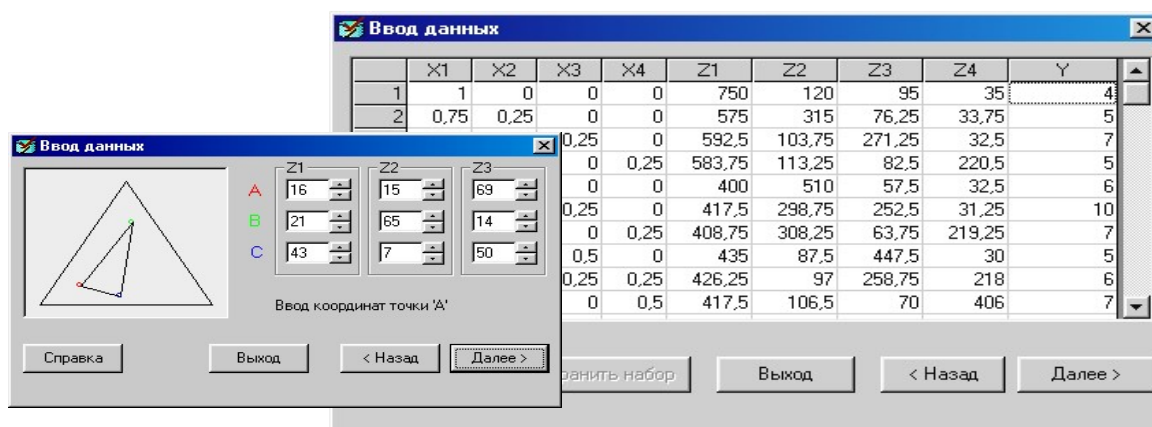 Ввод данных
X1 X2 X3 X4 Z1 Z2 Z3 Z4 Y
1 1 0 0 0 750 120 95 35 4
2 0,75 0,25 0 0 575 315 76,25 33,75 5
0,25 0 592,5 103,75 271,25 32,5 7
0 0,25 583,75 113,25 82,5 220,5 5
0 0 400 510 57,5 32,5 6
0,25 0 417,5 298,75 252,5 31,25 10
0 0,25 408,75 308,25 63,75 219,25 7
0,5 0 435 87,5 447,5 30 5
0,25 0,25 426,25 97 258,75 218 6
0 0,5 417,5 106,5 70 406 7
Выход < Назад Далее >
Ввод данных
Z1 Z2 Z3
A 16 15 69
B 21 65 14
C 43 7 50
Ввод координат точки 'A'
Справка Выход < Назад Далее >